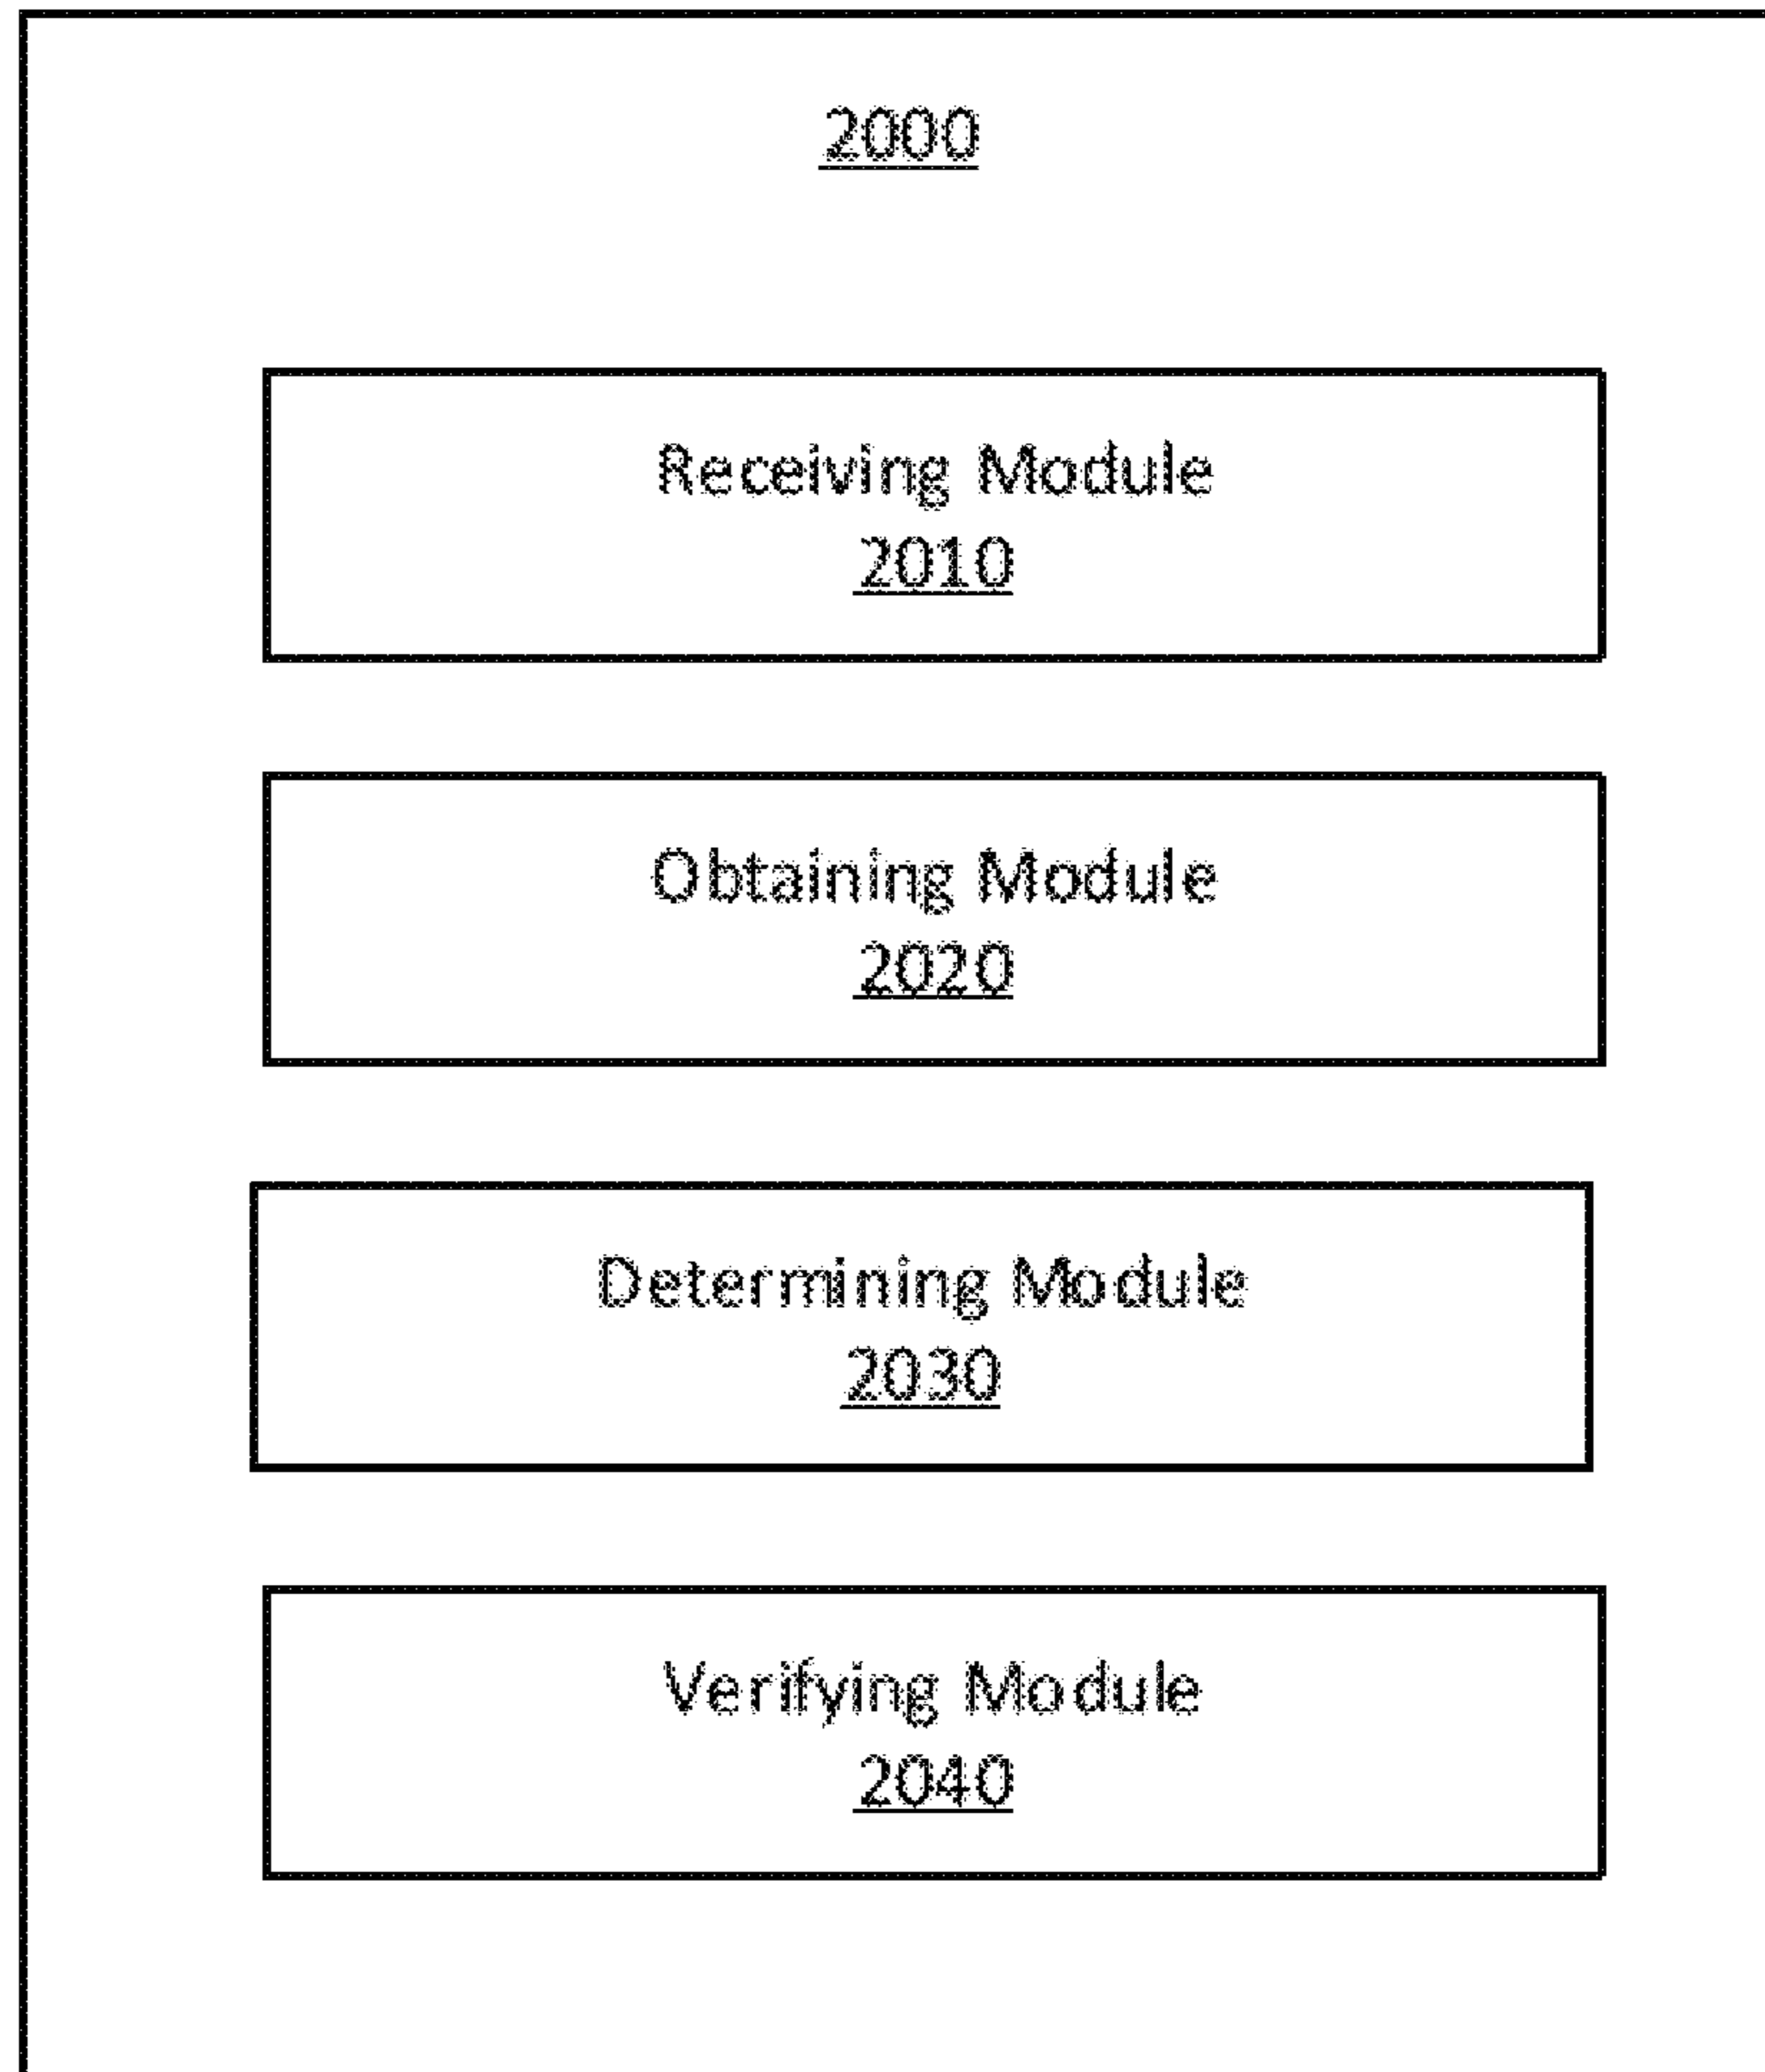 2000
Receiving Module
2010
Obtaining Module
2020
Determining Module
2030
Verifying Module
2040